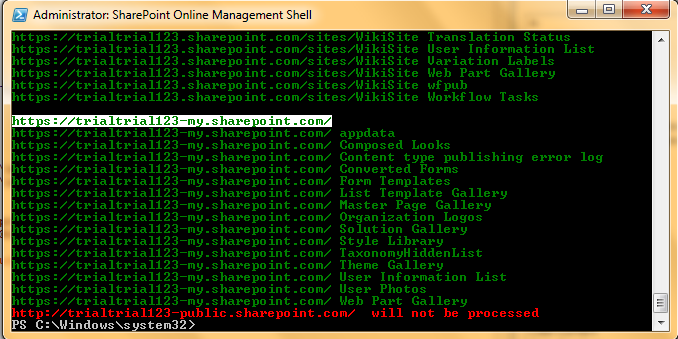 Administrator: SharePoint Online Management Shell
https://trialtrial123.sharepoint.com/sites/WikiSite Translation Status
https://trialtrial123.sharepoint.com/sites/WikiSite User Information List
https://trialtrial123.sharepoint.com/sites/WikiSite Variation Labels
https://trialtrial123.sharepoint.com/sites/WikiSite Web Part Gallery
https://trialtrial123.sharepoint.com/sites/WikiSite wfpub
https://trialtrial123.sharepoint.com/sites/WikiSite Workflow Tasks
https://trialtrial123-my.sharepoint.com/
https://trialtrial123-my.sharepoint.com/ appdata
https://trialtrial123-my.sharepoint.com/ Composed Looks
https://trialtrial123-my.sharepoint.com/ Content type publishing error log
https://trialtrial123-my.sharepoint.com/ Converted Forms
https://trialtrial123-my.sharepoint.com/ Form Templates
https://trialtrial123-my.sharepoint.com/ List Template Gallery
https://trialtrial123-my.sharepoint.com/ Master Page Gallery
https://trialtrial123-my.sharepoint.com/ Organization Logos
https://trialtrial123-my.sharepoint.com/ Solution Gallery
https://trialtrial123-my.sharepoint.com/ Style Library
https://trialtrial123-my.sharepoint.com/ TaxonomyHiddenList
https://trialtrial123-my.sharepoint.com/ Theme Gallery
https://trialtrial123-my.sharepoint.com/ User Information List
https://trialtrial123-my.sharepoint.com/ User Photos
https://trialtrial123-my.sharepoint.com/ Web Part Gallery
http://trialtrial123-public.sharepoint.com/  will not be processed
PS C:\Windows\system32>